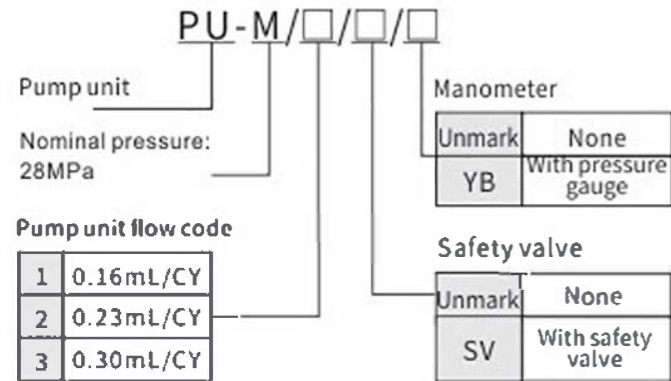 PU-M/□/□/□
Pump unit
Nominal pressure:
28MPa
Pump unit flow code
1 0.16mL/CY
2 0.23mL/CY
3 0.30mL/CY
Manometer
Unmark None
YB With pressure
gauge
Safety valve
Unmark None
SV With safety
valve